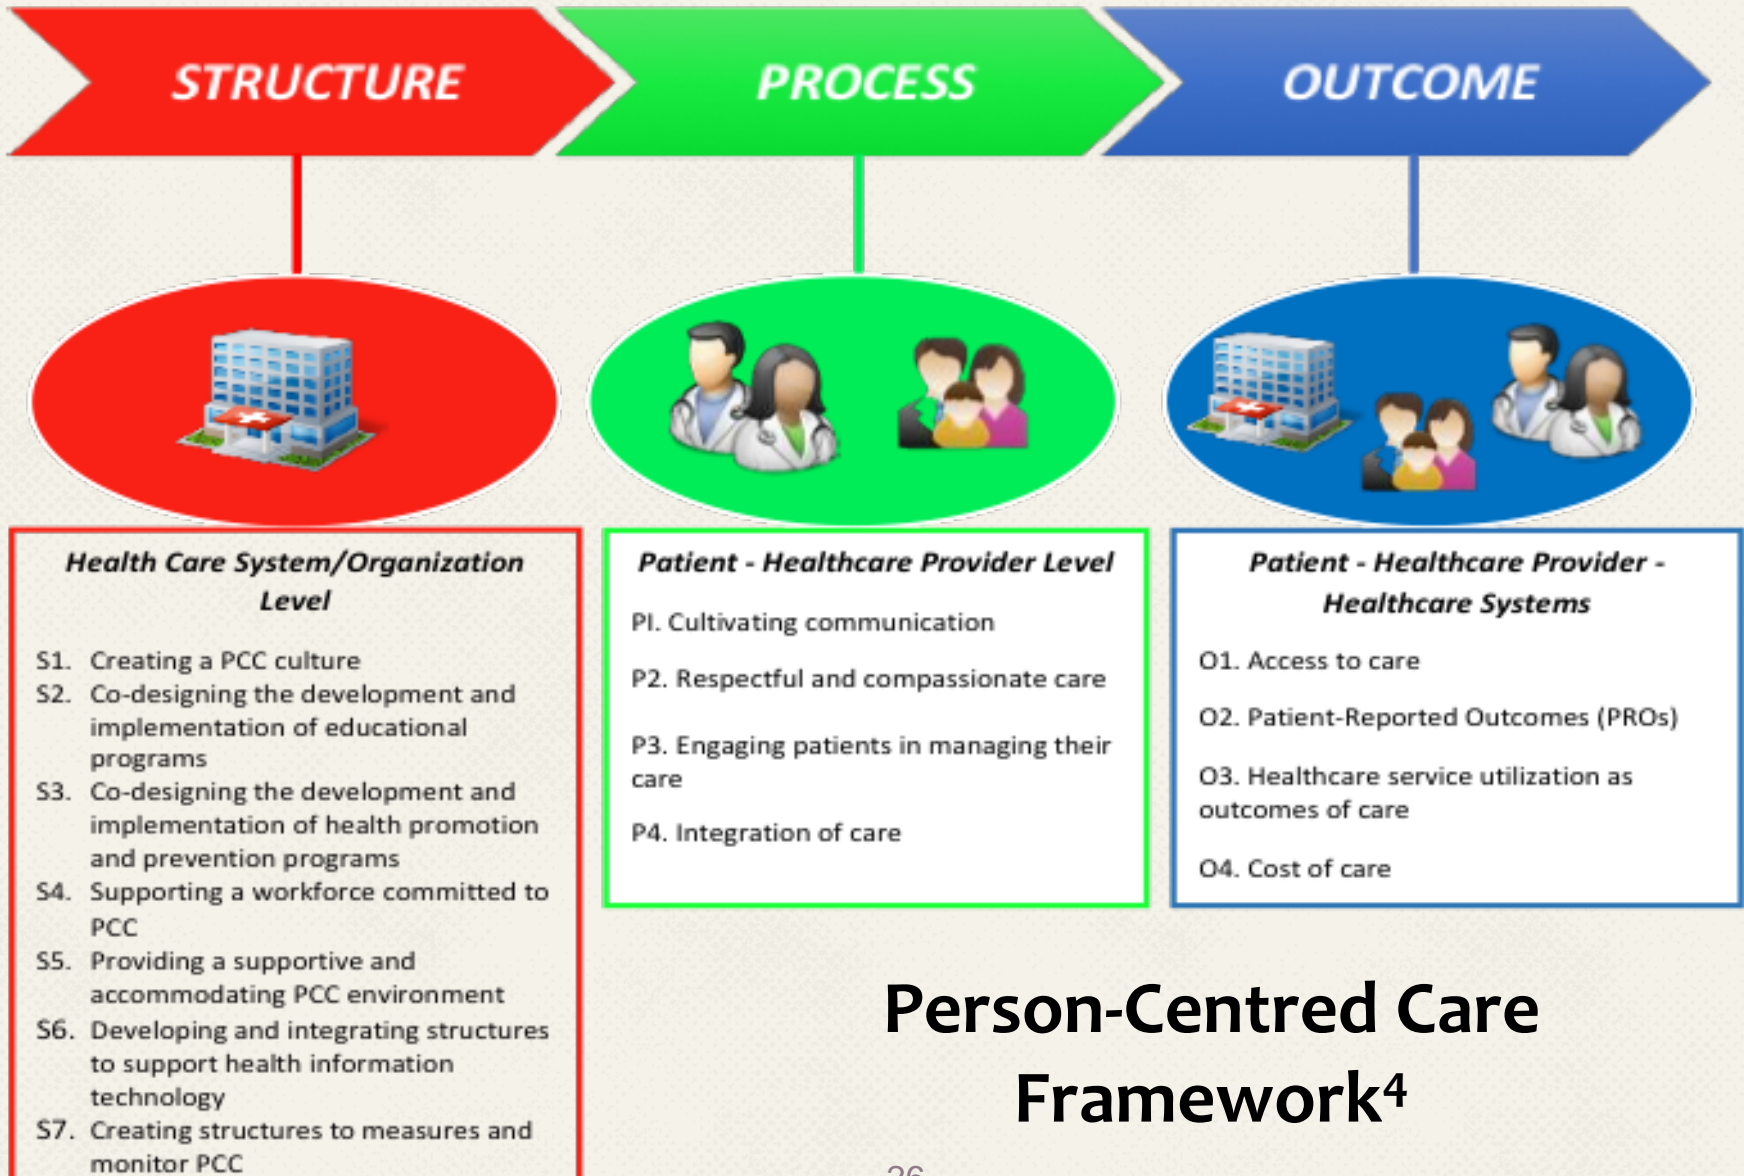 STRUCTURE
PROCESS
OUTCOME
Health Care System/Organization
Level
S1. Creating a PCC culture
S2. Co-designing the development and
implementation of educational
programs
S3. Co-designing the development and
implementation of health promotion
and prevention programs
S4. Supporting a workforce committed to
PCC
S5. Providing a supportive and
accommodating PCC environment
S6. Developing and integrating structures
to support health information
technology
S7. Creating structures to measures and
monitor PCC
Patient - Healthcare Provider Level
PI. Cultivating communication
P2. Respectful and compassionate care
P3. Engaging patients in managing their
care
P4. Integration of care
Patient - Healthcare Provider -
Healthcare Systems
O1. Access to care
O2. Patient-Reported Outcomes (PROs)
O3. Healthcare service utilization as
outcomes of care
O4. Cost of care
Person-Centred Care
Framework⁴